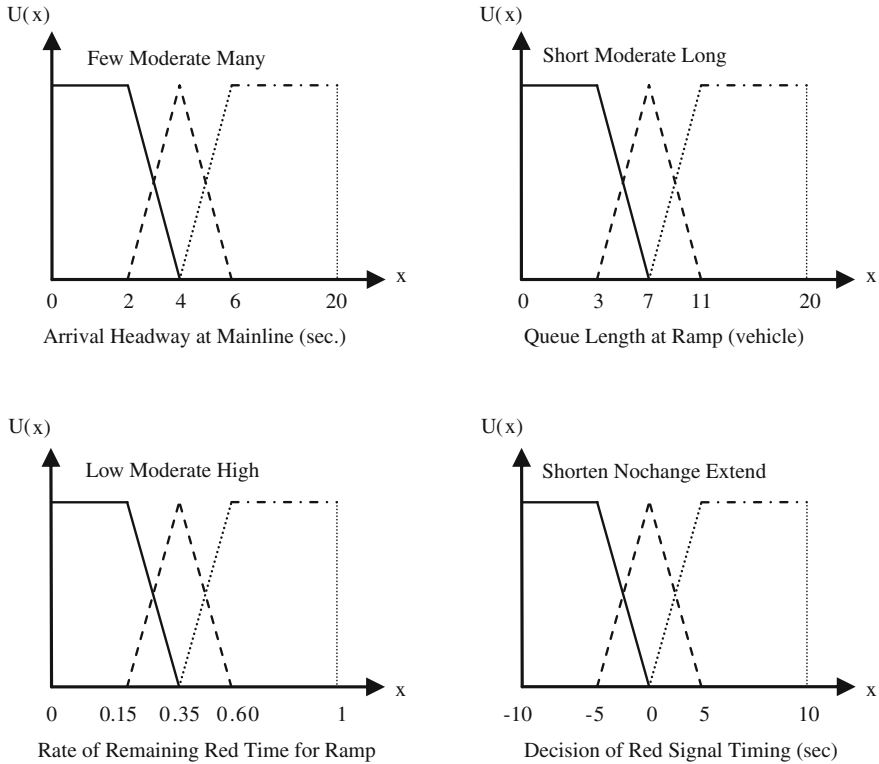 U(x)
Few Moderate Many
x
0 2 4 6 20
Arrival Headway at Mainline (sec.)
U(x)
Short Moderate Long
x
0 3 7 11 20
Queue Length at Ramp (vehicle)
U(x)
Low Moderate High
x
0 0.15 0.35 0.60 1
Rate of Remaining Red Time for Ramp
U(x)
Shorten Nochange Extend
x
-10 -5 0 5 10
Decision of Red Signal Timing (sec)